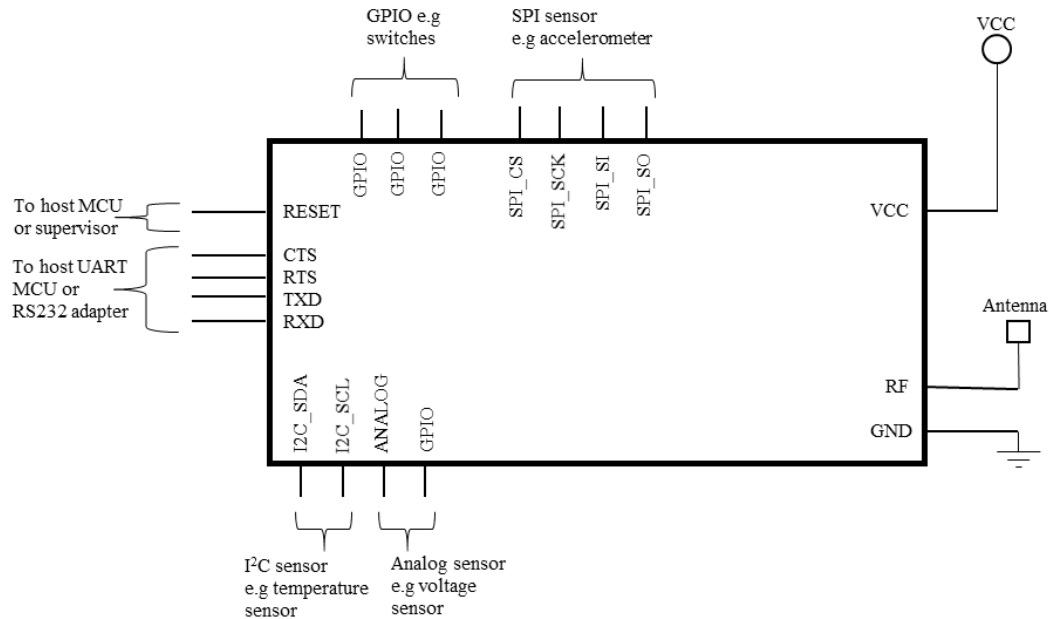 GPIO e.g
switches
SPI sensor
e.g accelerometer
VCC
GPIO
GPIO
GPIO
SPI_CS
SPI_SCK
SPI_SI
SPI_SO
To host MCU
or supervisor
RESET
VCC
To host UART
MCU or
RS232 adapter
CTS
RTS
TXD
RXD
Antenna
RF
GND
I2C_SDA
I2C_SCL
ANALOG
GPIO
I²C sensor
e.g temperature
sensor
Analog sensor
e.g voltage
sensor